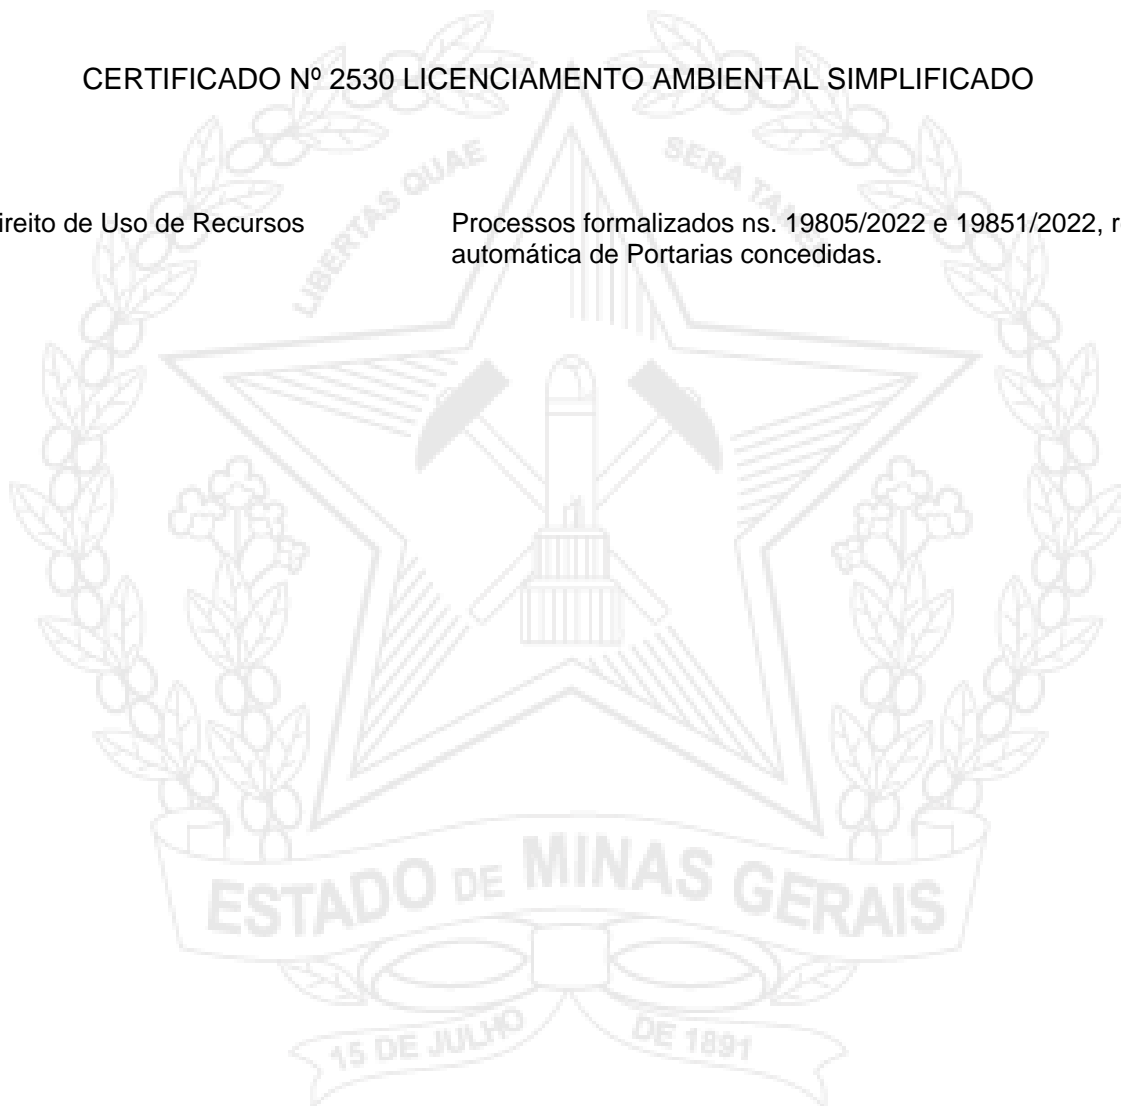 CERTIFICADO Nº 2530 LICENCIAMENTO AMBIENTAL SIMPLIFICADO
LIBERTAS QUAE SERA TAMEN
ireito de Uso de Recursos
Processos formalizados ns. 19805/2022 e 19851/2022, r
automática de Portarias concedidas.
ESTADO DE MINAS GERAIS
15 DE JULHO DE 1891